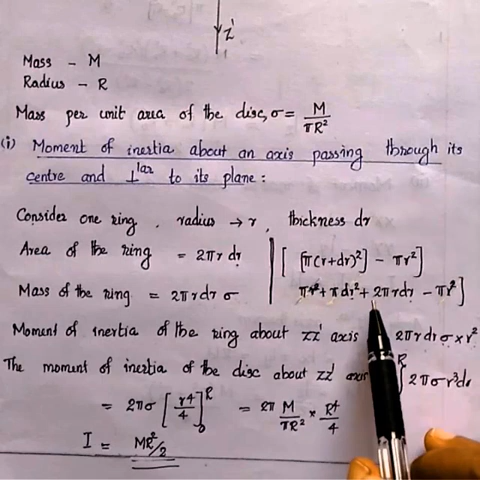 Z Z'
Mass - M
Radius - R
Mass per unit area of the disc, σ = M/πR²
(i) Moment of inertia about an axis passing through its
centre and ⊥lar to its plane :
Consider one ring, radius → r, thickness dr
Area of the ring = 2πr dr | [ [π(r+dr)²] - πr² ]
Mass of the ring = 2πrdr σ | πr² + πdr² + 2πrdr - πr² ]
Moment of inertia of the ring about ZZ' axis 2πrdrσ × r²
The moment of inertia of the disc about ZZ' axis ∫ R 2πσr³dr
= 2πσ [r⁴/4]₀ᴿ = 2π M/πR² × R⁴/4
I = MR²/2